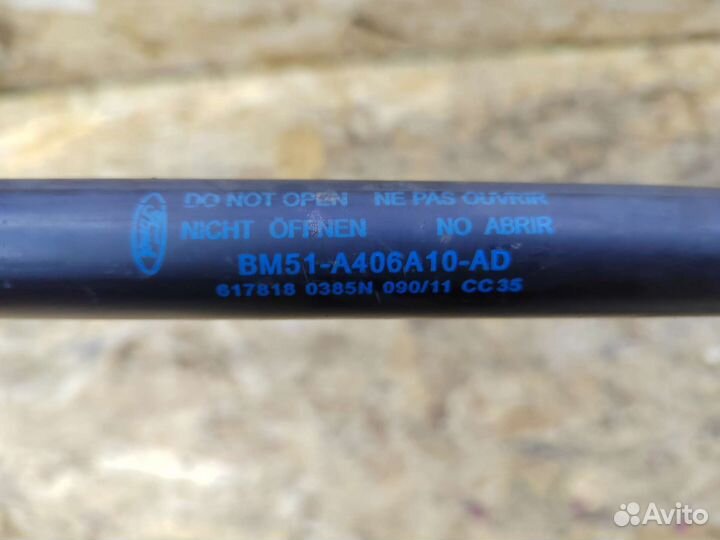 Ford
DO NOT OPEN NE PAS OUVRIR
NICHT ÖFFNEN NO ABRIR
BM51-A406A10-AD
617818 0385N 090/11 CC35
Avito